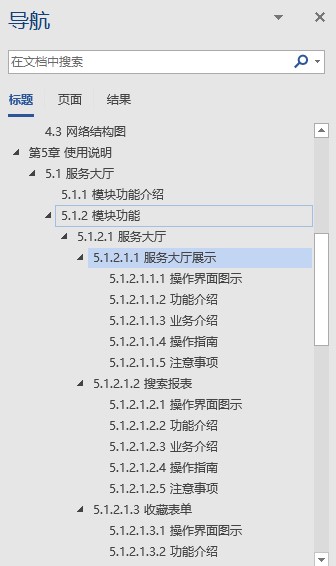 导航
在文档中搜索
标题 页面 结果
4.3 网络结构图
第5章 使用说明
5.1 服务大厅
5.1.1 模块功能介绍
5.1.2 模块功能
5.1.2.1 服务大厅
5.1.2.1.1 服务大厅展示
5.1.2.1.1.1 操作界面图示
5.1.2.1.1.2 功能介绍
5.1.2.1.1.3 业务介绍
5.1.2.1.1.4 操作指南
5.1.2.1.1.5 注意事项
5.1.2.1.2 搜索报表
5.1.2.1.2.1 操作界面图示
5.1.2.1.2.2 功能介绍
5.1.2.1.2.3 业务介绍
5.1.2.1.2.4 操作指南
5.1.2.1.2.5 注意事项
5.1.2.1.3 收藏表单
5.1.2.1.3.1 操作界面图示
5.1.2.1.3.2 功能介绍